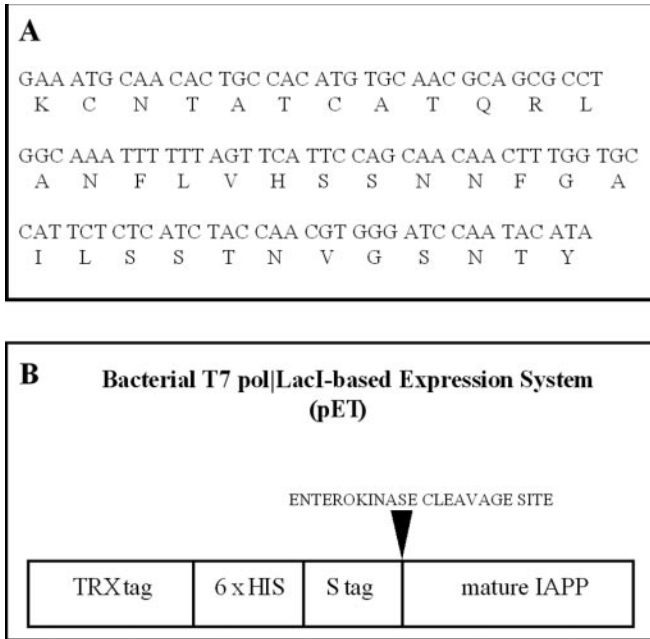 A
GAA ATG CAA CAC TGC CAC ATG TGC AAC GCA GCG CCT
K C N T A T C A T Q R L
GGC AAA TTT TTT AGT TCA TTC CAG CAA CAA CTT TGG TGC
A N F L V H S S N N F G A
CAT TCT CTC ATC TAC CAA CGT GGG ATC CAA TAC ATA
I L S S T N V G S N T Y
B Bacterial T7 pol|LacI-based Expression System
(pET)
ENTEROKINASE CLEAVAGE SITE
TRX tag 6 x HIS S tag mature IAPP